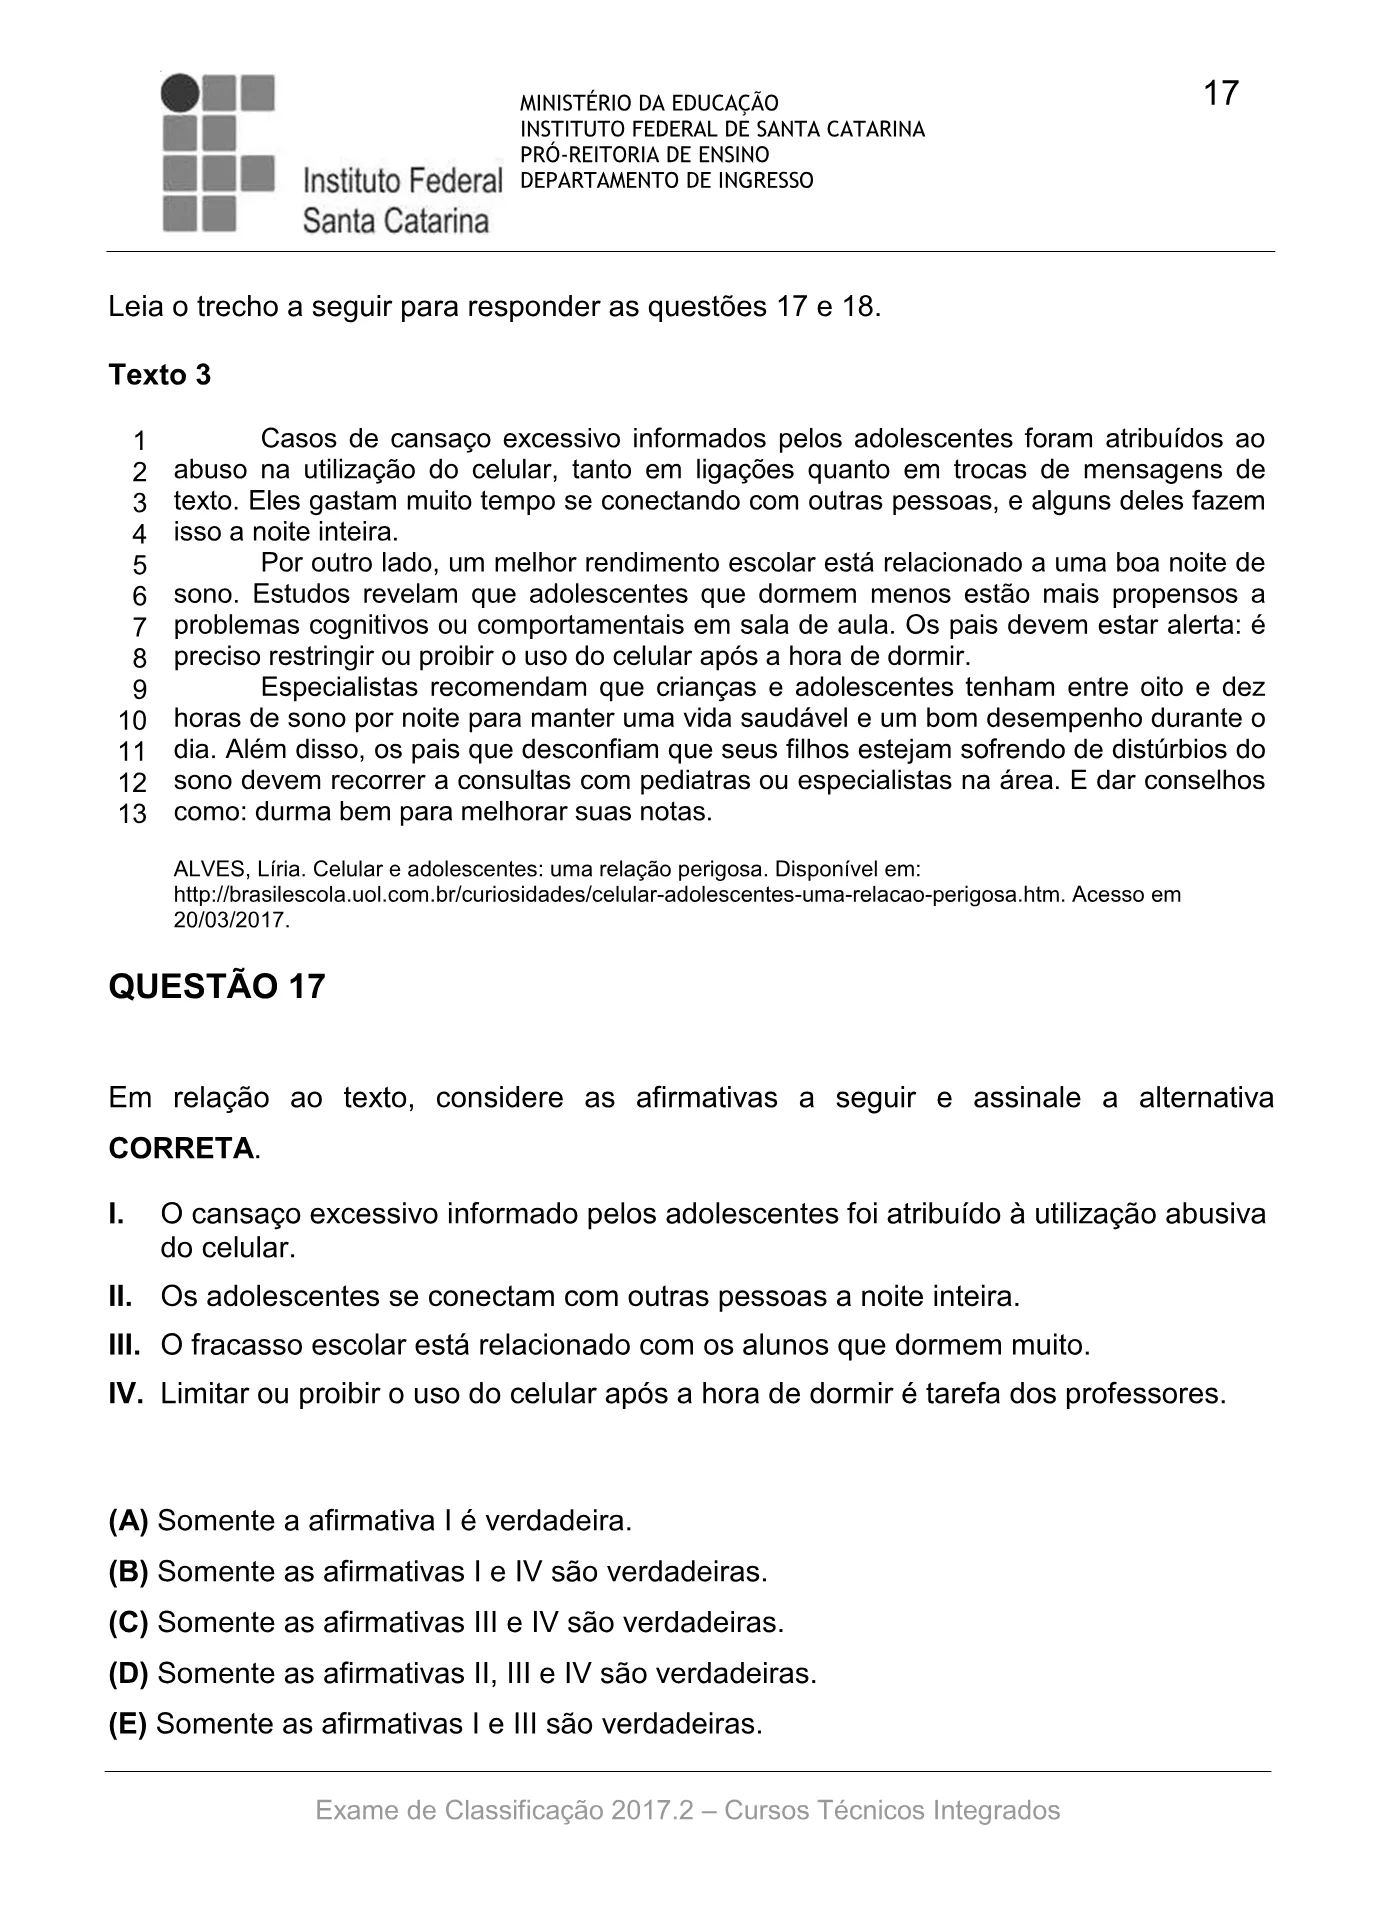 17
MINISTÉRIO DA EDUCAÇÃO
INSTITUTO FEDERAL DE SANTA CATARINA
PRÓ-REITORIA DE ENSINO
DEPARTAMENTO DE INGRESSO
Instituto Federal
Santa Catarina
Leia o trecho a seguir para responder as questões 17 e 18.
Texto 3
1 Casos de cansaço excessivo informados pelos adolescentes foram atribuídos ao
2 abuso na utilização do celular, tanto em ligações quanto em trocas de mensagens de
3 texto. Eles gastam muito tempo se conectando com outras pessoas, e alguns deles fazem
4 isso a noite inteira.
5 Por outro lado, um melhor rendimento escolar está relacionado a uma boa noite de
6 sono. Estudos revelam que adolescentes que dormem menos estão mais propensos a
7 problemas cognitivos ou comportamentais em sala de aula. Os pais devem estar alerta: é
8 preciso restringir ou proibir o uso do celular após a hora de dormir.
9 Especialistas recomendam que crianças e adolescentes tenham entre oito e dez
10 horas de sono por noite para manter uma vida saudável e um bom desempenho durante o
11 dia. Além disso, os pais que desconfiam que seus filhos estejam sofrendo de distúrbios do
12 sono devem recorrer a consultas com pediatras ou especialistas na área. E dar conselhos
13 como: durma bem para melhorar suas notas.
ALVES, Líria. Celular e adolescentes: uma relação perigosa. Disponível em:
http://brasilescola.uol.com.br/curiosidades/celular-adolescentes-uma-relacao-perigosa.htm. Acesso em
20/03/2017.
QUESTÃO 17
Em relação ao texto, considere as afirmativas a seguir e assinale a alternativa
CORRETA.
I. O cansaço excessivo informado pelos adolescentes foi atribuído à utilização abusiva
do celular.
II. Os adolescentes se conectam com outras pessoas a noite inteira.
III. O fracasso escolar está relacionado com os alunos que dormem muito.
IV. Limitar ou proibir o uso do celular após a hora de dormir é tarefa dos professores.
(A) Somente a afirmativa I é verdadeira.
(B) Somente as afirmativas I e IV são verdadeiras.
(C) Somente as afirmativas III e IV são verdadeiras.
(D) Somente as afirmativas II, III e IV são verdadeiras.
(E) Somente as afirmativas I e III são verdadeiras.
Exame de Classificação 2017.2 – Cursos Técnicos Integrados